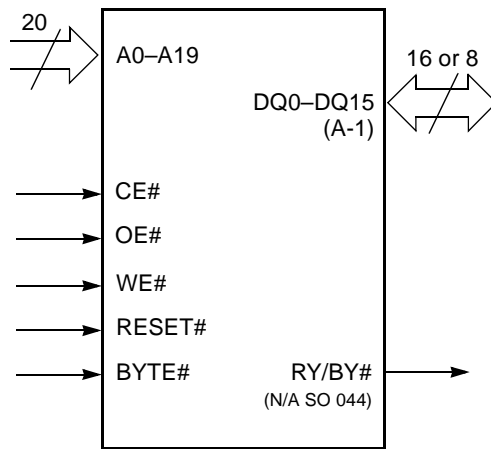 20
A0–A19
16 or 8
DQ0–DQ15
(A-1)
CE#
OE#
WE#
RESET#
BYTE#
RY/BY#
(N/A SO 044)